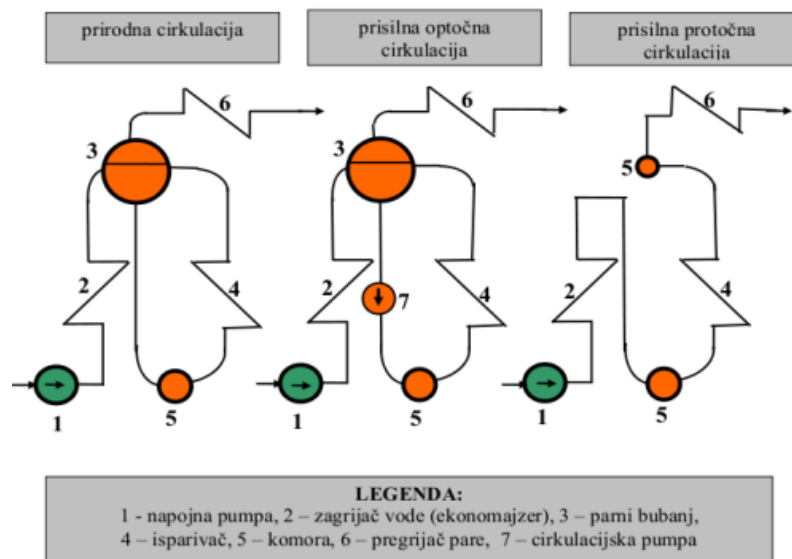 prirodna cirkulacija
prisilna optočna
cirkulacija
prisilna protočna
cirkulacija
6
3
2
4
1
5
6
3
2
7
4
1
5
6
5
2
4
1
5
LEGENDA:
1 - napojna pumpa, 2 – zagrijač vode (ekonomajzer), 3 – parni bubanj,
4 – isparivač, 5 – komora, 6 – pregrijač pare, 7 – cirkulacijska pumpa